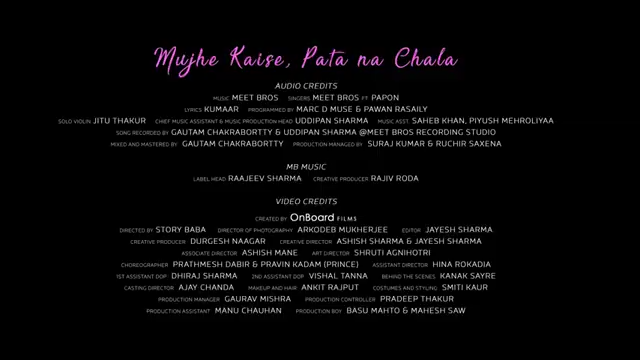 Mujhe Kaise, Pata na Chala
AUDIO CREDITS
MUSIC MEET BROS SINGERS MEET BROS FT PAPON
LYRICS KUMAAR PROGRAMMED BY MARC D MUSE & PAWAN RASAILY
SOLO VIOLIN JITU THAKUR CHIEF MUSIC ASSISTANT & MUSIC PRODUCTION HEAD UDDIPAN SHARMA MUSIC ASST. SAHEB KHAN, PIYUSH MEHROLIYAA
SONG RECORDED BY GAUTAM CHAKRABORTTY & UDDIPAN SHARMA @MEET BROS RECORDING STUDIO
MIXED AND MASTERED BY GAUTAM CHAKRABORTTY PRODUCTION MANAGED BY SURAJ KUMAR & RUCHIR SAXENA
MB MUSIC
LABEL HEAD RAAJEEV SHARMA CREATIVE PRODUCER RAJIV RODA
VIDEO CREDITS
CREATED BY OnBoard FILMS
DIRECTED BY STORY BABA DIRECTOR OF PHOTOGRAPHY ARKODEB MUKHERJEE EDITOR JAYESH SHARMA
CREATIVE PRODUCER DURGESH NAAGAR CREATIVE DIRECTOR ASHISH SHARMA & JAYESH SHARMA
ASSOCIATE DIRECTOR ASHISH MANE ART DIRECTOR SHRUTI AGNIHOTRI
CHOREOGRAPHER PRATHMESH DABIR & PRAVIN KADAM (PRINCE) ASSISTANT DIRECTOR HINA ROKADIA
1ST ASSISTANT DOP DHIRAJ SHARMA 2ND ASSISTANT DOP VISHAL TANNA BEHIND THE SCENES KANAK SAYRE
CASTING DIRECTOR AJAY CHANDA MAKEUP AND HAIR ANKIT RAJPUT COSTUMES AND STYLING SMITI KAUR
PRODUCTION MANAGER GAURAV MISHRA PRODUCTION CONTROLLER PRADEEP THAKUR
PRODUCTION ASSISTANT MANU CHAUHAN PRODUCTION BOY BASU MAHTO & MAHESH SAW